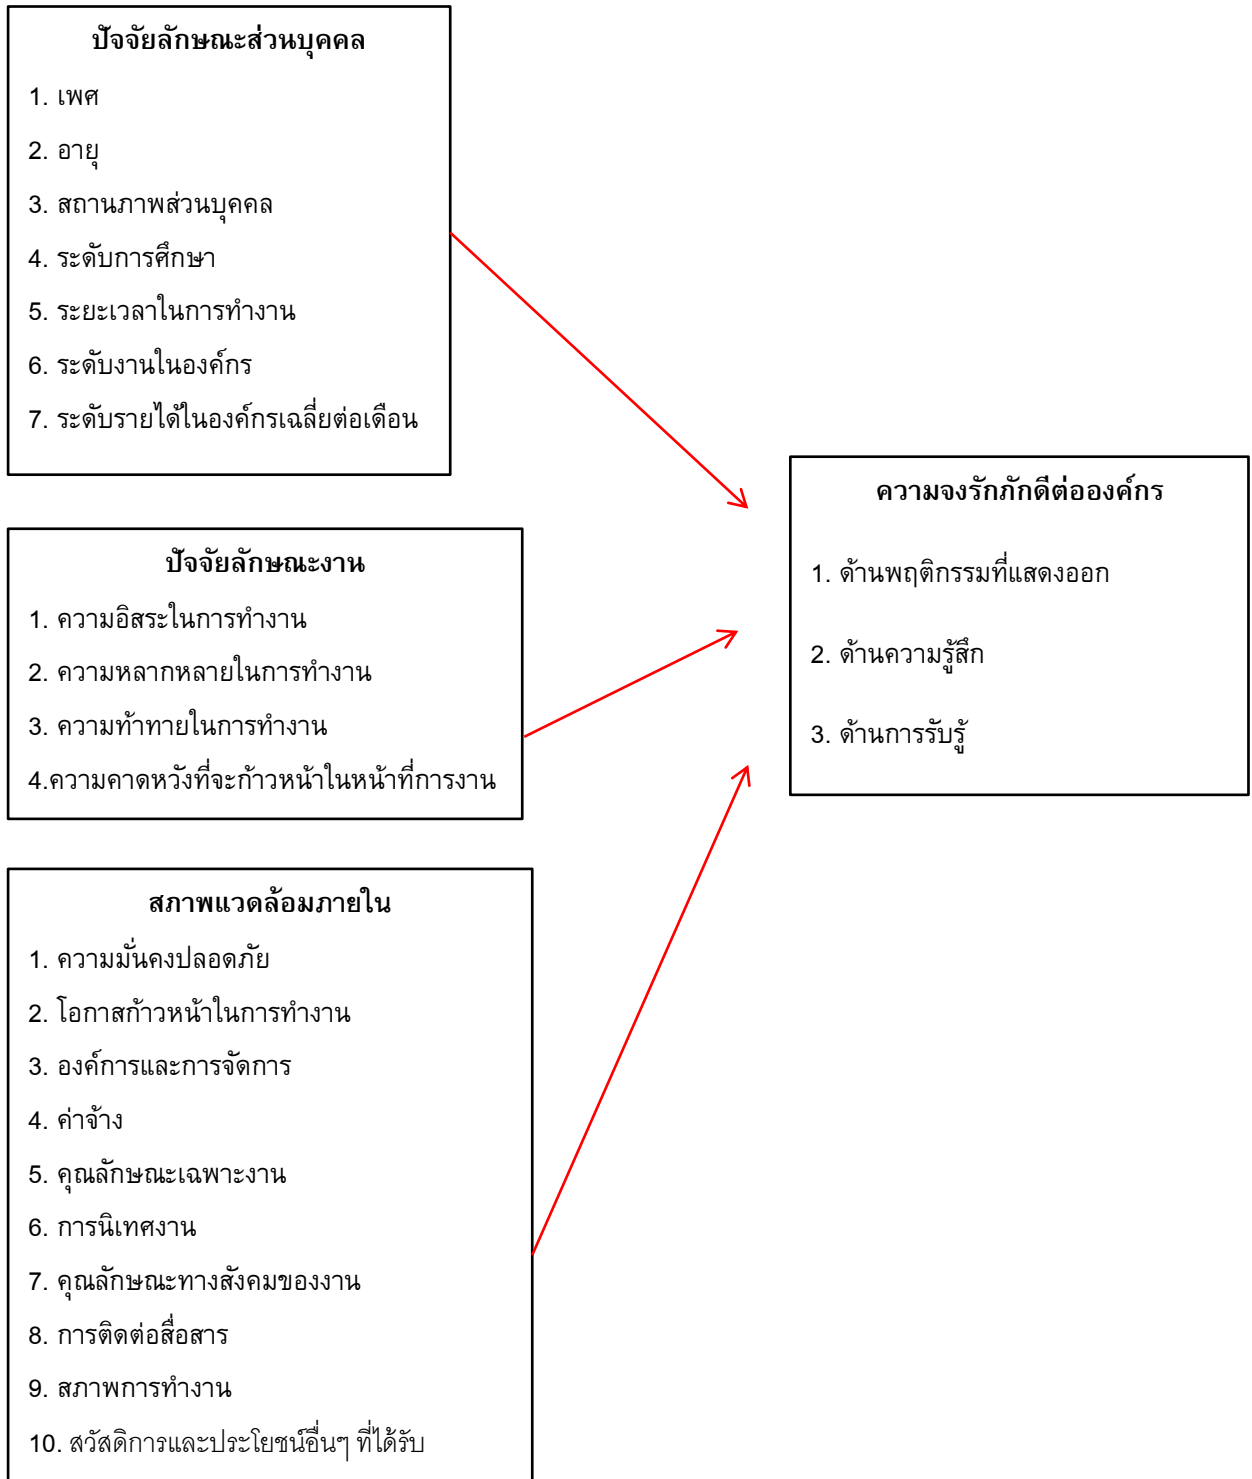 ปัจจัยลักษณะส่วนบุคคล
1. เพศ
2. อายุ
3. สถานภาพส่วนบุคคล
4. ระดับการศึกษา
5. ระยะเวลาในการทำงาน
6. ระดับงานในองค์กร
7. ระดับรายได้ในองค์กรเฉลี่ยต่อเดือน
ปัจจัยลักษณะงาน
1. ความอิสระในการทำงาน
2. ความหลากหลายในการทำงาน
3. ความท้าทายในการทำงาน
4.ความคาดหวังที่จะก้าวหน้าในหน้าที่การงาน
สภาพแวดล้อมภายใน
1. ความมั่นคงปลอดภัย
2. โอกาสก้าวหน้าในการทำงาน
3. องค์การและการจัดการ
4. ค่าจ้าง
5. คุณลักษณะเฉพาะงาน
6. การนิเทศงาน
7. คุณลักษณะทางสังคมของงาน
8. การติดต่อสื่อสาร
9. สภาพการทำงาน
10. สวัสดิการและประโยชน์อื่นๆ ที่ได้รับ
ความจงรักภักดีต่อองค์กร
1. ด้านพฤติกรรมที่แสดงออก
2. ด้านความรู้สึก
3. ด้านการรับรู้